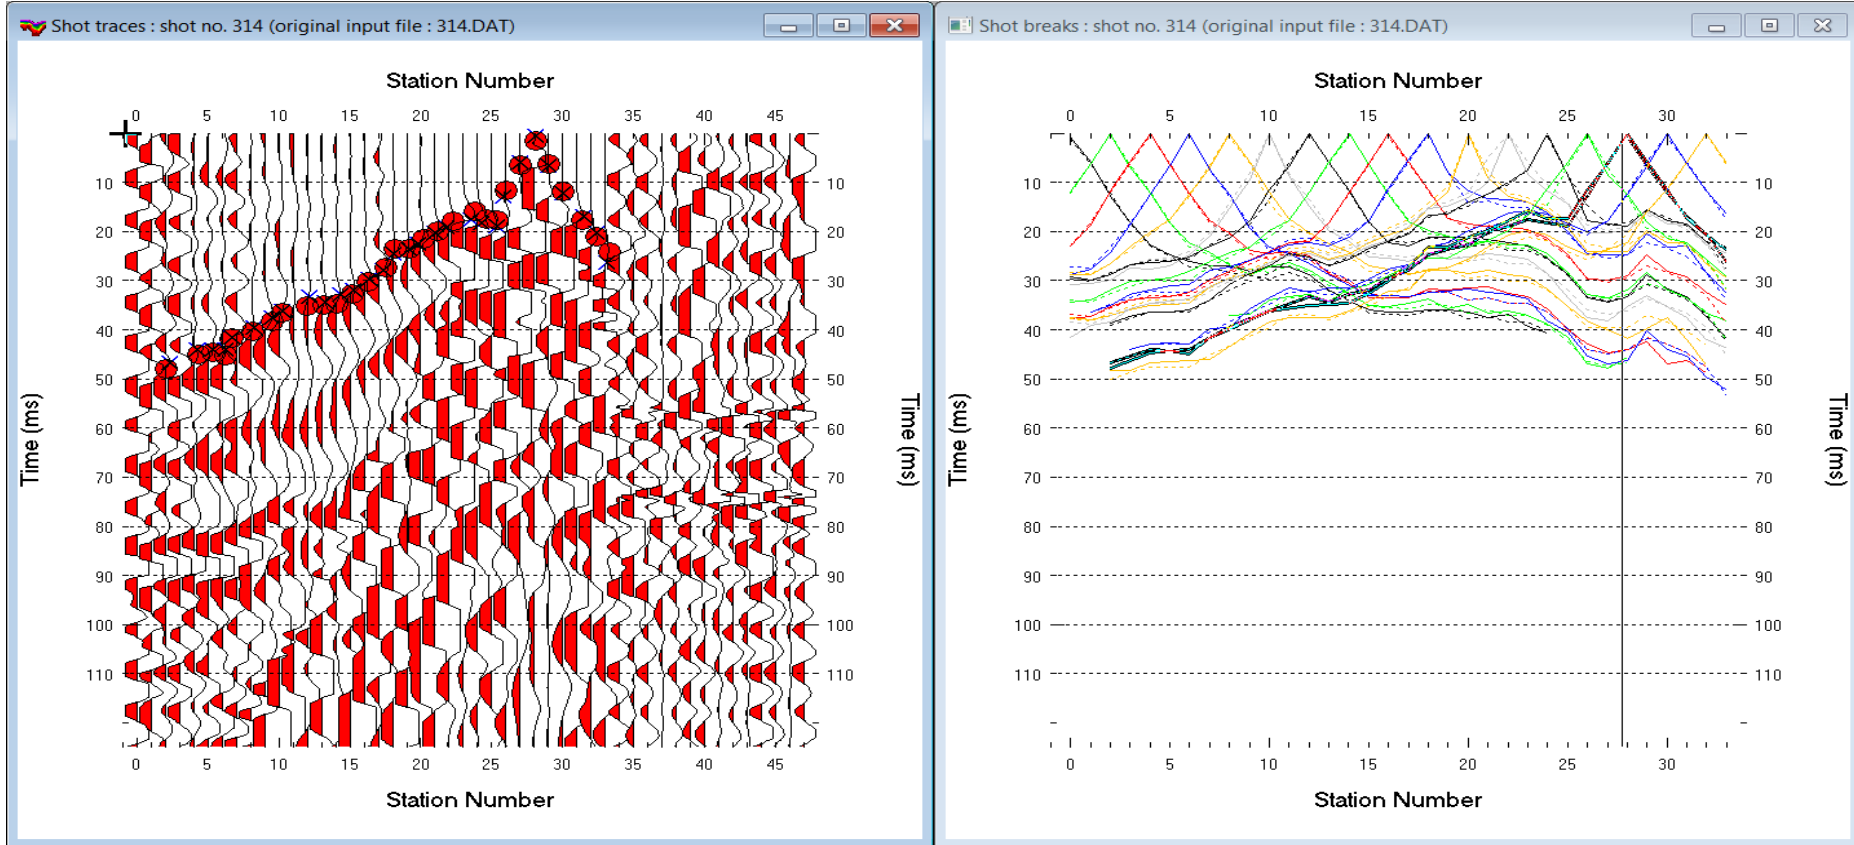 Shot traces : shot no. 314 (original input file : 314.DAT)
Station Number
0 5 10 15 20 25 30 35 40 45
10 10
20 20
30 30
40 40
50 50
60 60
70 70
80 80
90 90
100 100
110 110
Time (ms)
Time (ms)
0 5 10 15 20 25 30 35 40 45
Station Number
Shot breaks : shot no. 314 (original input file : 314.DAT)
Station Number
0 5 10 15 20 25 30
10 10
20 20
30 30
40 40
50 50
60 60
70 70
80 80
90 90
100 100
110 110
Time (ms)
Time (ms)
0 5 10 15 20 25 30
Station Number